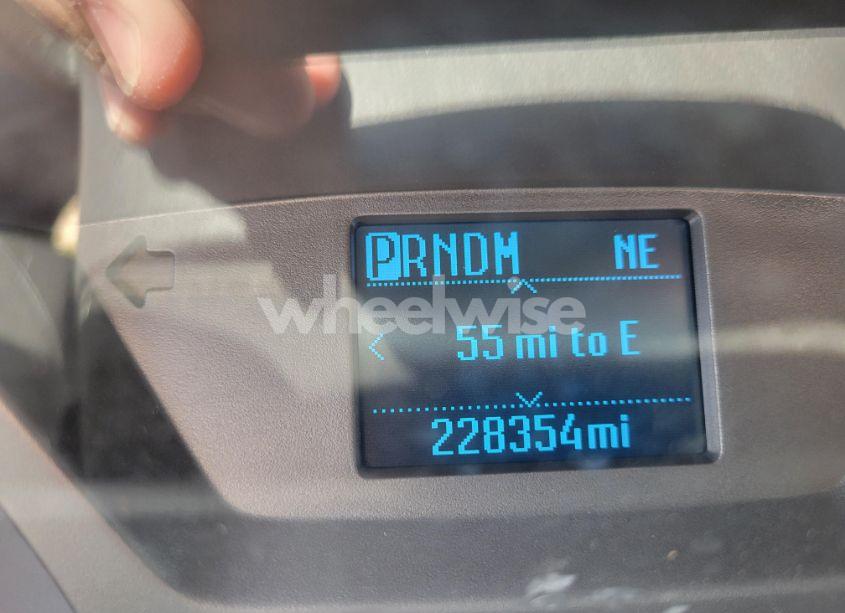 PRNDM NE
wheelwise
55 mi to E
228354mi